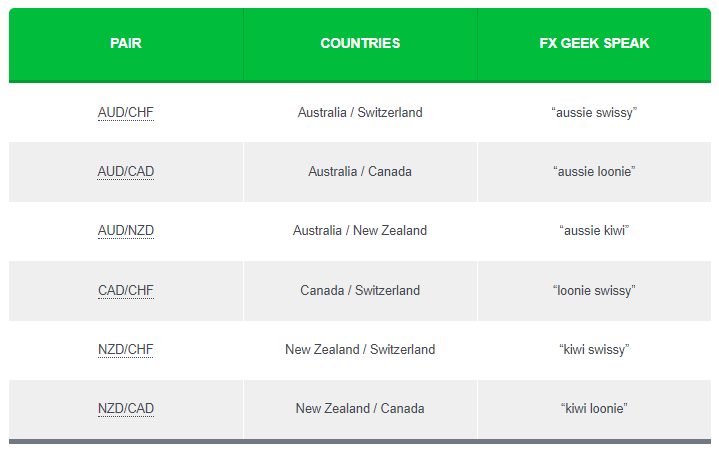 PAIR COUNTRIES FX GEEK SPEAK
AUD/CHF Australia / Switzerland “aussie swissy”
AUD/CAD Australia / Canada “aussie loonie”
AUD/NZD Australia / New Zealand “aussie kiwi”
CAD/CHF Canada / Switzerland “loonie swissy”
NZD/CHF New Zealand / Switzerland “kiwi swissy”
NZD/CAD New Zealand / Canada “kiwi loonie”